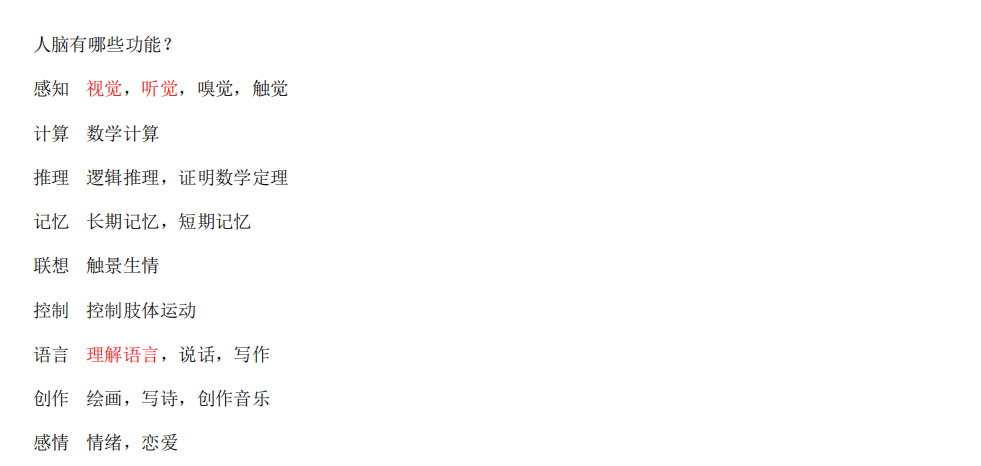 人脑有哪些功能？
感知 视觉，听觉，嗅觉，触觉
计算 数学计算
推理 逻辑推理，证明数学定理
记忆 长期记忆，短期记忆
联想 触景生情
控制 控制肢体运动
语言 理解语言，说话，写作
创作 绘画，写诗，创作音乐
感情 情绪，恋爱